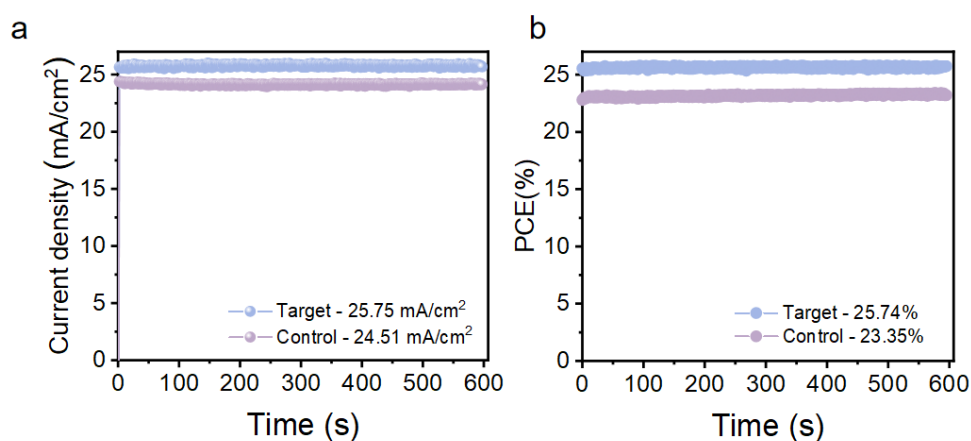 a
Current density (mA/cm²)
25
20
15
10
5
0
Target - 25.75 mA/cm²
Control - 24.51 mA/cm²
0 100 200 300 400 500 600
Time (s)
b
PCE(%)
25
20
15
10
5
0
Target - 25.74%
Control - 23.35%
0 100 200 300 400 500 600
Time (s)